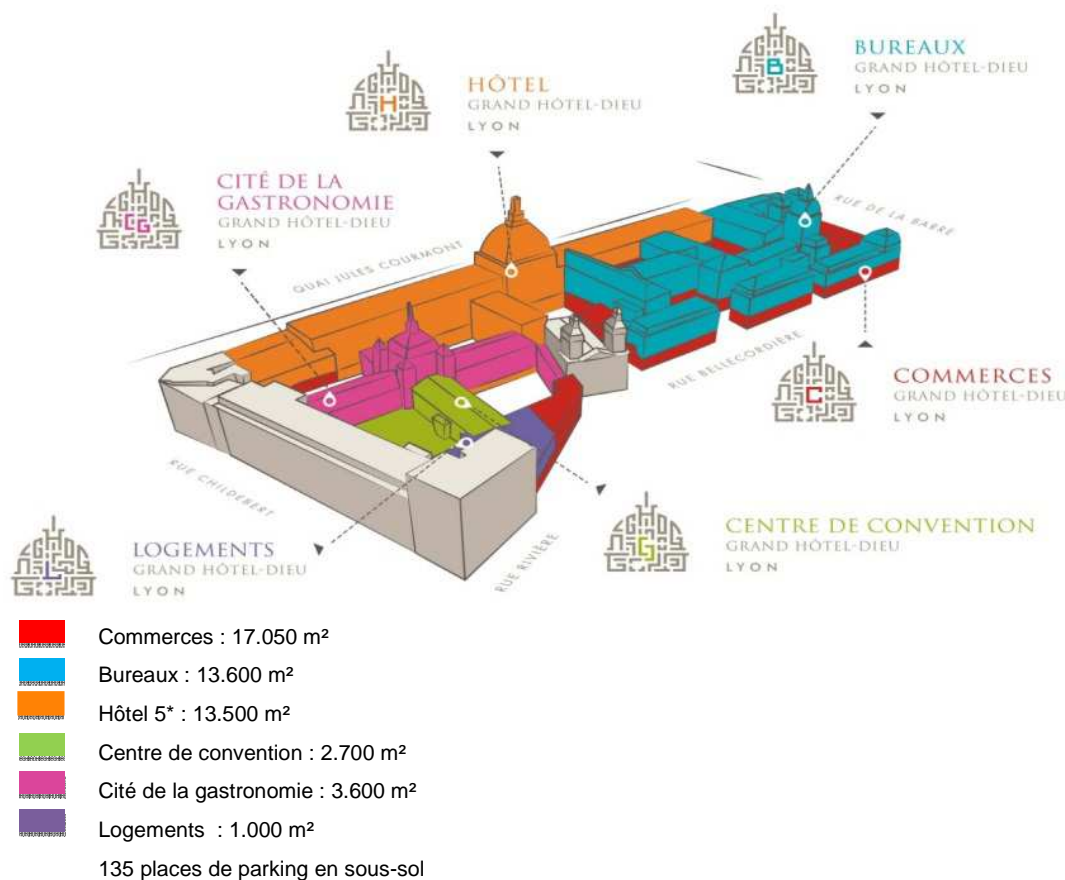 BUREAUX
GRAND HÔTEL-DIEU
LYON
HÔTEL
GRAND HÔTEL-DIEU
LYON
CITÉ DE LA
GASTRONOMIE
GRAND HÔTEL-DIEU
LYON
QUAI JULES COURMONT
RUE DE LA BARRE
RUE BELLECORDIÈRE
COMMERCES
GRAND HÔTEL-DIEU
LYON
RUE CHILDEBERT
RUE RIVIÈRE
CENTRE DE CONVENTION
GRAND HÔTEL-DIEU
LYON
LOGEMENTS
GRAND HÔTEL-DIEU
LYON
Commerces : 17.050 m²
Bureaux : 13.600 m²
Hôtel 5* : 13.500 m²
Centre de convention : 2.700 m²
Cité de la gastronomie : 3.600 m²
Logements : 1.000 m²
135 places de parking en sous-sol